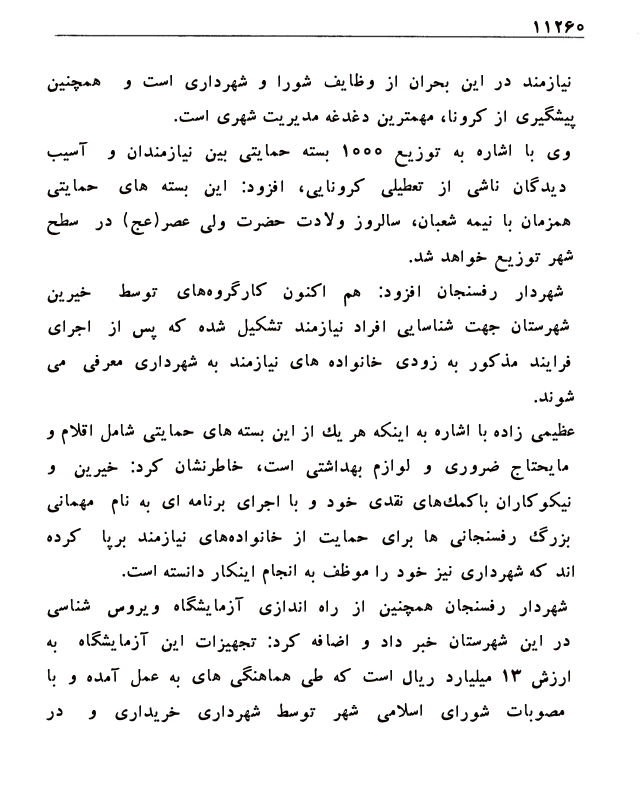 ۱۱۲۶۰
نیازمند در این بحران از وظایف شورا و شهرداری است و همچنین
پیشگیری از کرونا، مهمترین دغدغه مدیریت شهری است.
وی با اشاره به توزیع ۱۰۰۰ بسته حمایتی بین نیازمندان و آسیب
دیدگان ناشی از تعطیلی کرونایی، افزود: این بسته های حمایتی
همزمان با نیمه شعبان، سالروز ولادت حضرت ولی عصر(عج) در سطح
شهر توزیع خواهد شد.
شهردار رفسنجان افزود: هم اکنون کارگروه‌های توسط خیرین
شهرستان جهت شناسایی افراد نیازمند تشکیل شده که پس از اجرای
فرایند مذکور به زودی خانواده های نیازمند به شهرداری معرفی می
شوند.
عظیمی زاده با اشاره به اینکه هر یك از این بسته های حمایتی شامل اقلام و
مایحتاج ضروری و لوازم بهداشتی است، خاطرنشان کرد: خیرین و
نیکوکاران باکمك‌های نقدی خود و با اجرای برنامه ای به نام مهمانی
بزرگ رفسنجانی ها برای حمایت از خانواده‌های نیازمند برپا کرده
اند که شهرداری نیز خود را موظف به انجام اینکار دانسته است.
شهردار رفسنجان همچنین از راه اندازی آزمایشگاه ویروس شناسی
در این شهرستان خبر داد و اضافه کرد: تجهیزات این آزمایشگاه به
ارزش ۱۳ میلیارد ریال است که طی هماهنگی های به عمل آمده و با
مصوبات شورای اسلامی شهر توسط شهرداری خریداری و در